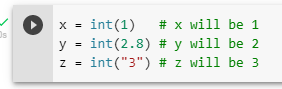 x = int(1)   # x will be 1
y = int(2.8) # y will be 2
z = int("3") # z will be 3